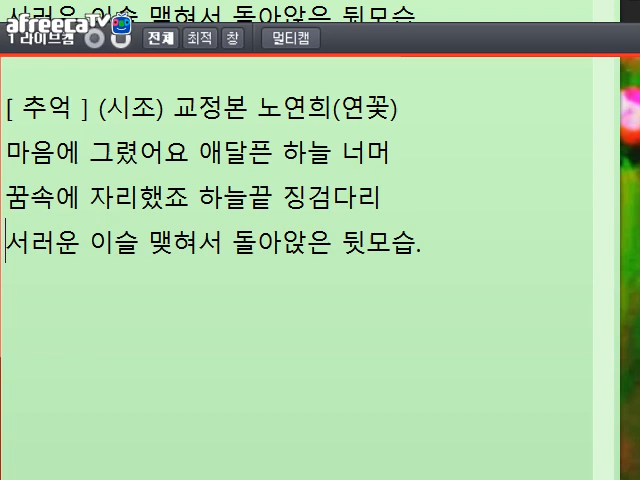 서러운 이슬 맺혀서 돌아앉은 뒷모습
afreecaTV
1 라이브캠 전체 최적 창 멀티캠
[ 추억 ] (시조) 교정본 노연희(연꽃)
마음에 그렸어요 애달픈 하늘 너머
꿈속에 자리했죠 하늘끝 징검다리
서러운 이슬 맺혀서 돌아앉은 뒷모습.